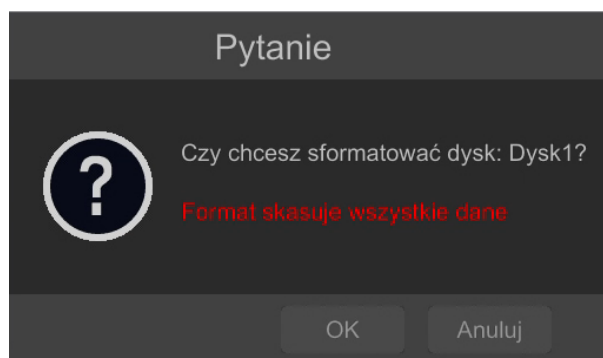 Pytanie
?
Czy chcesz sformatować dysk: Dysk1?
Format skasuje wszystkie dane
OK
Anuluj